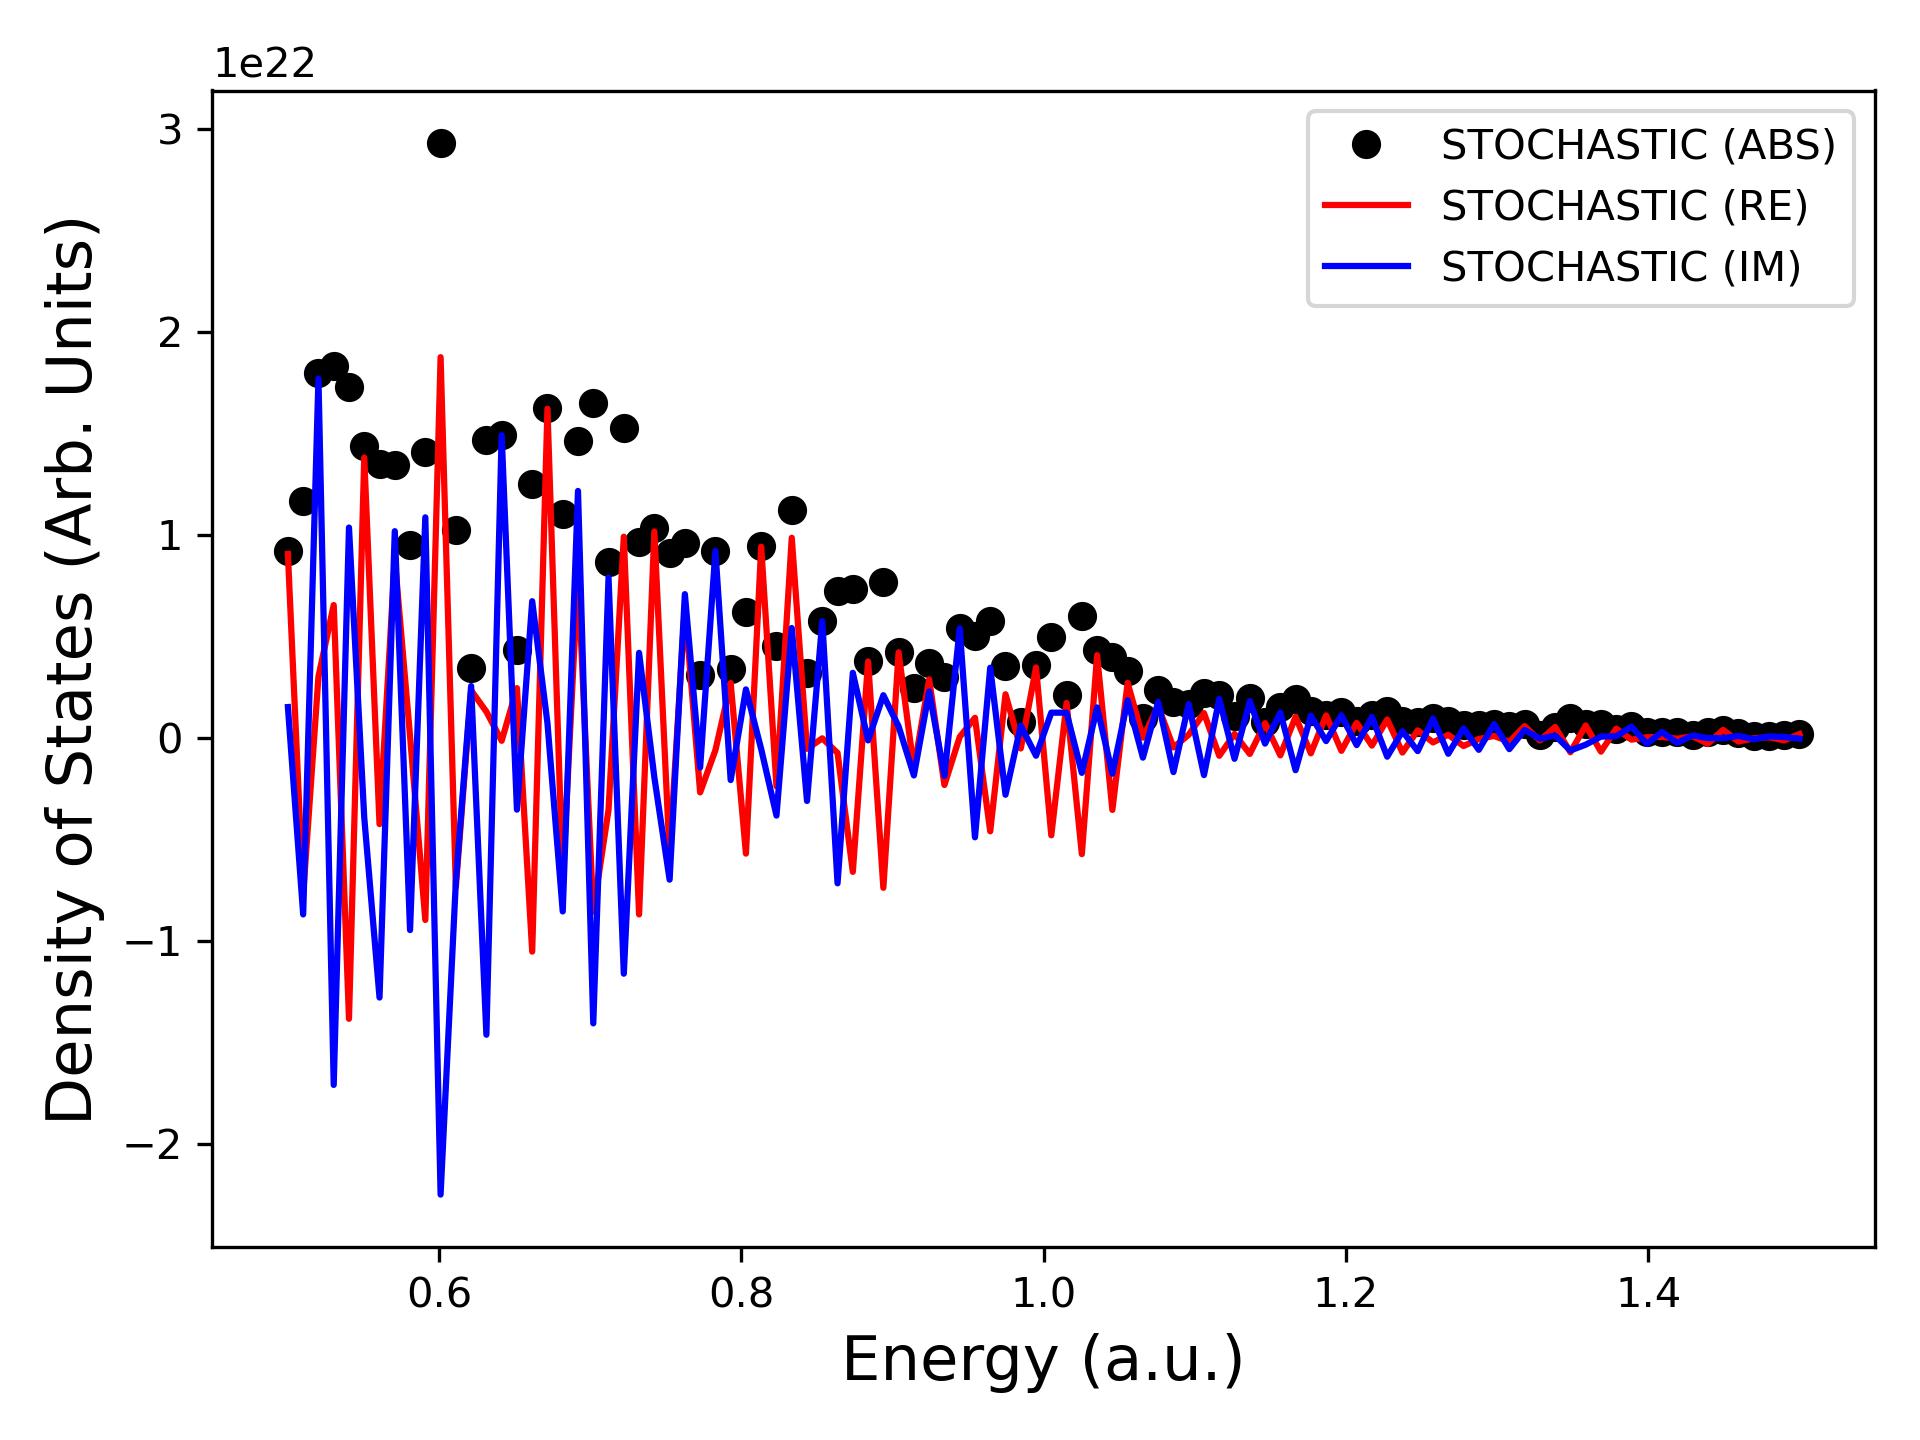 1e22
3
2
1
0
−1
−2
Density of States (Arb. Units)
STOCHASTIC (ABS)
STOCHASTIC (RE)
STOCHASTIC (IM)
0.6 0.8 1.0 1.2 1.4
Energy (a.u.)